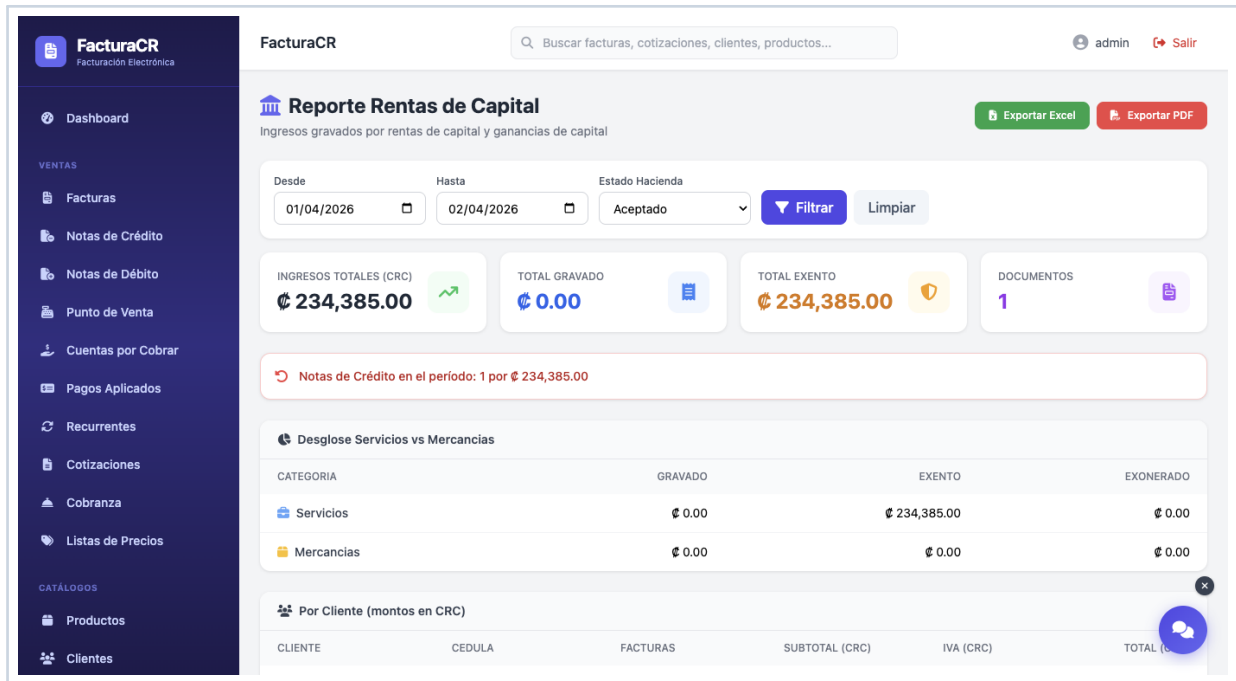 FacturaCR
Facturación Electrónica
Dashboard
VENTAS
Facturas
Notas de Crédito
Notas de Débito
Punto de Venta
Cuentas por Cobrar
Pagos Aplicados
Recurrentes
Cotizaciones
Cobranza
Listas de Precios
CATÁLOGOS
Productos
Clientes
FacturaCR
Buscar facturas, cotizaciones, clientes, productos...
admin
Salir
Reporte Rentas de Capital
Ingresos gravados por rentas de capital y ganancias de capital
Exportar Excel
Exportar PDF
Desde Hasta Estado Hacienda
01/04/2026 02/04/2026 Aceptado Filtrar Limpiar
INGRESOS TOTALES (CRC)
₡ 234,385.00
TOTAL GRAVADO
₡ 0.00
TOTAL EXENTO
₡ 234,385.00
DOCUMENTOS
1
Notas de Crédito en el período: 1 por ₡ 234,385.00
Desglose Servicios vs Mercancias
CATEGORIA GRAVADO EXENTO EXONERADO
Servicios ₡ 0.00 ₡ 234,385.00 ₡ 0.00
Mercancias ₡ 0.00 ₡ 0.00 ₡ 0.00
Por Cliente (montos en CRC)
CLIENTE CEDULA FACTURAS SUBTOTAL (CRC) IVA (CRC) TOTAL